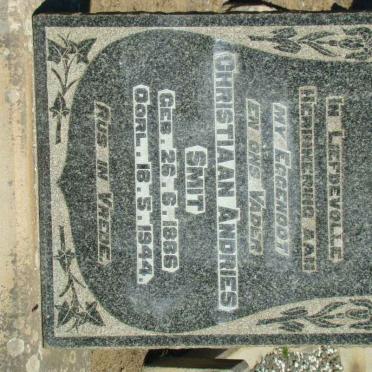 IN LIEFDEVOLLE
HERINNERING AAN
MY EGGENOOT
EN ONS VADER
CHRISTIAAN ANDRIES
SMIT
GEB. 26.6.1886
OORL. 16.5.1944.
RUS IN VREDE.